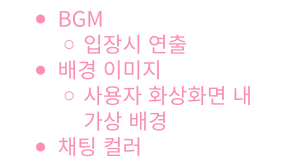 BGM
입장시 연출
배경 이미지
사용자 화상화면 내
가상 배경
채팅 컬러